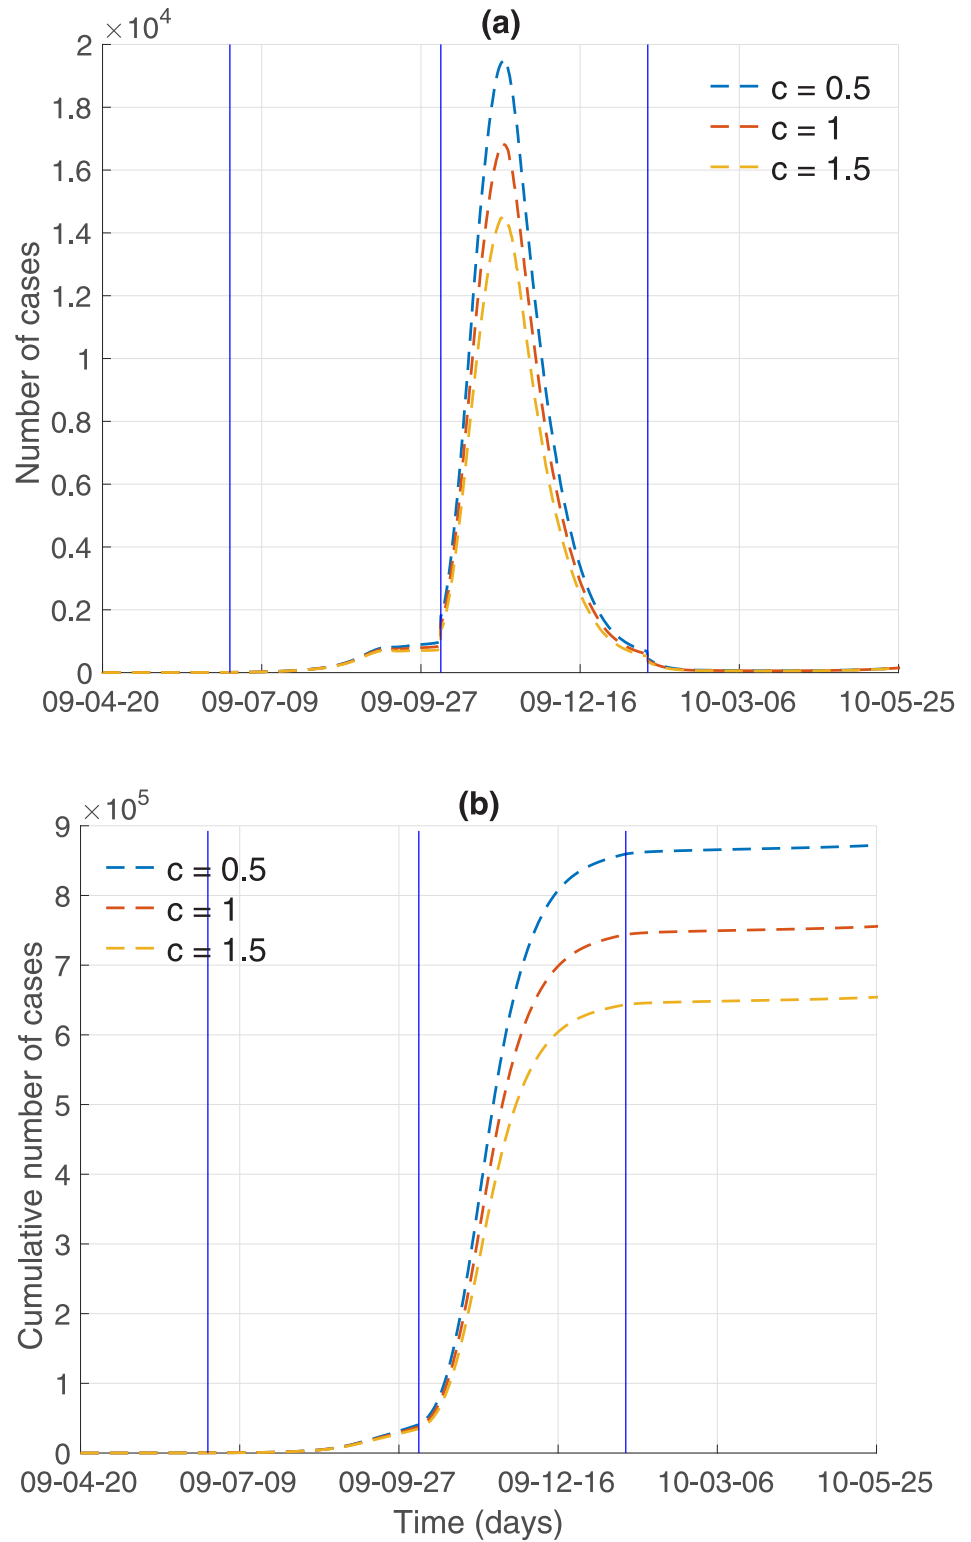 (a)
×10^4
2
1.8
1.6
1.4
1.2
1
0.8
0.6
0.4
0.2
0
Number of cases
c = 0.5
c = 1
c = 1.5
09-04-20 09-07-09 09-09-27 09-12-16 10-03-06 10-05-25
(b)
×10^5
9
8
7
6
5
4
3
2
1
0
Cumulative number of cases
c = 0.5
c = 1
c = 1.5
09-04-20 09-07-09 09-09-27 09-12-16 10-03-06 10-05-25
Time (days)